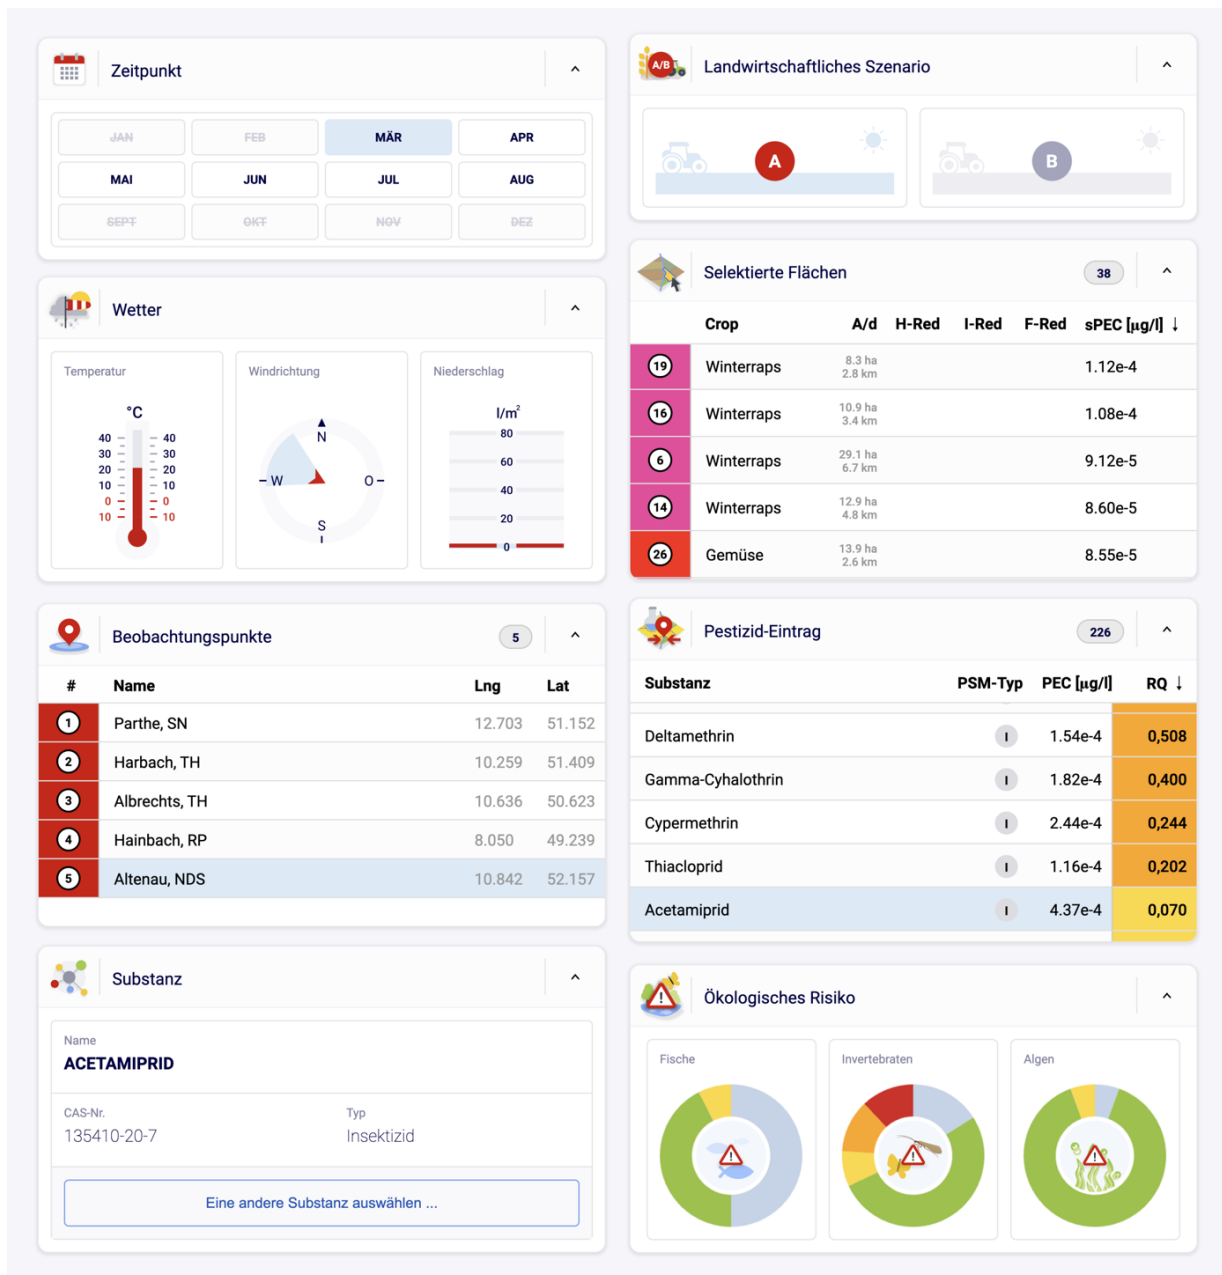 Zeitpunkt
JAN FEB MÄR APR
MAI JUN JUL AUG
SEPT OKT NOV DEZ
Wetter
Temperatur
°C
40 40
30 30
20 20
10 10
0 0
10 10
Windrichtung
N
W O
S
Niederschlag
l/m²
80
60
40
20
0
Beobachtungspunkte 5
# Name Lng Lat
1 Parthe, SN 12.703 51.152
2 Harbach, TH 10.259 51.409
3 Albrechts, TH 10.636 50.623
4 Hainbach, RP 8.050 49.239
5 Altenau, NDS 10.842 52.157
Substanz
Name
ACETAMIPRID
CAS-Nr. Typ
135410-20-7 Insektizid
Eine andere Substanz auswählen ...
A/B Landwirtschaftliches Szenario
A B
Selektierte Flächen 38
Crop A/d H-Red I-Red F-Red sPEC [µg/l] ↓
19 Winterraps 8.3 ha 1.12e-4
2.8 km
16 Winterraps 10.9 ha 1.08e-4
3.4 km
6 Winterraps 29.1 ha 9.12e-5
6.7 km
14 Winterraps 12.9 ha 8.60e-5
4.8 km
26 Gemüse 13.9 ha 8.55e-5
2.6 km
Pestizid-Eintrag 226
Substanz PSM-Typ PEC [µg/l] RQ ↓
Deltamethrin I 1.54e-4 0,508
Gamma-Cyhalothrin I 1.82e-4 0,400
Cypermethrin I 2.44e-4 0,244
Thiacloprid I 1.16e-4 0,202
Acetamiprid I 4.37e-4 0,070
Ökologisches Risiko
Fische Invertebraten Algen